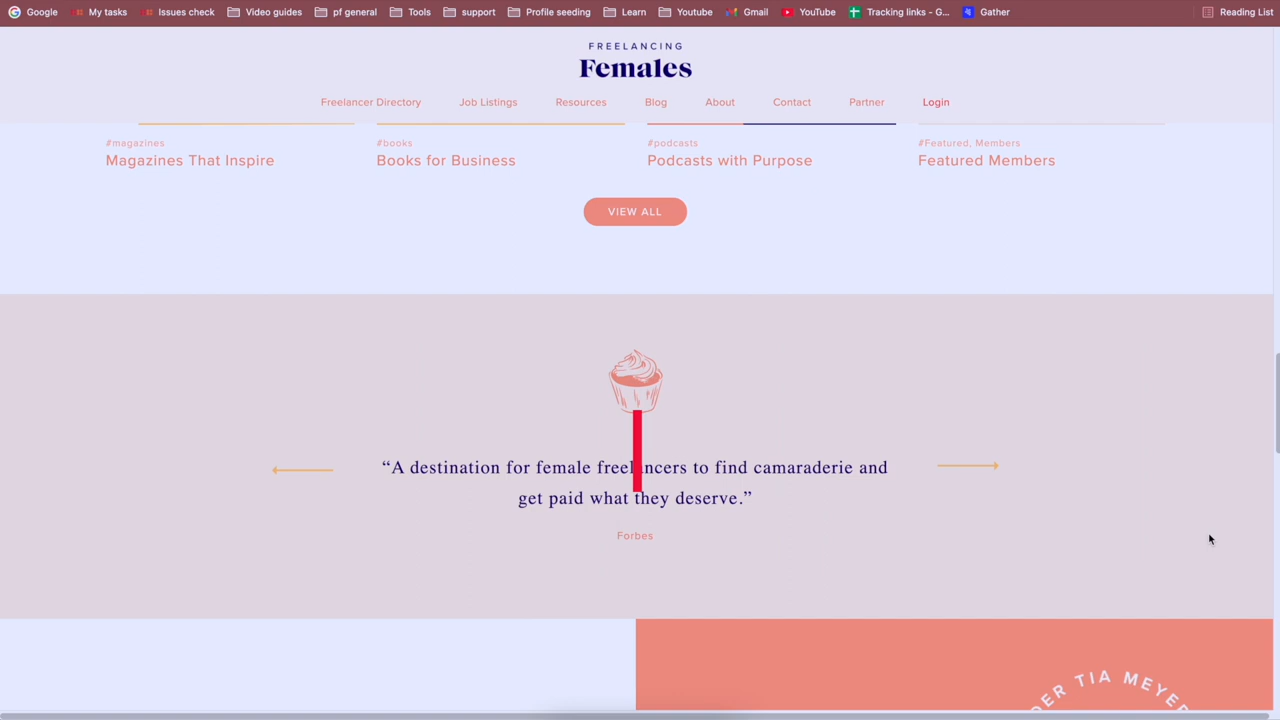 Google My tasks Issues check Video guides pf general Tools support Profile seeding Learn Youtube Gmail YouTube Tracking links - G... Gather Reading List
FREELANCING
Females
Freelancer Directory Job Listings Resources Blog About Contact Partner Login
#magazines #books #podcasts #Featured, Members
Magazines That Inspire Books for Business Podcasts with Purpose Featured Members
VIEW ALL
“A destination for female freelancers to find camaraderie and
get paid what they deserve.”
Forbes
TIA